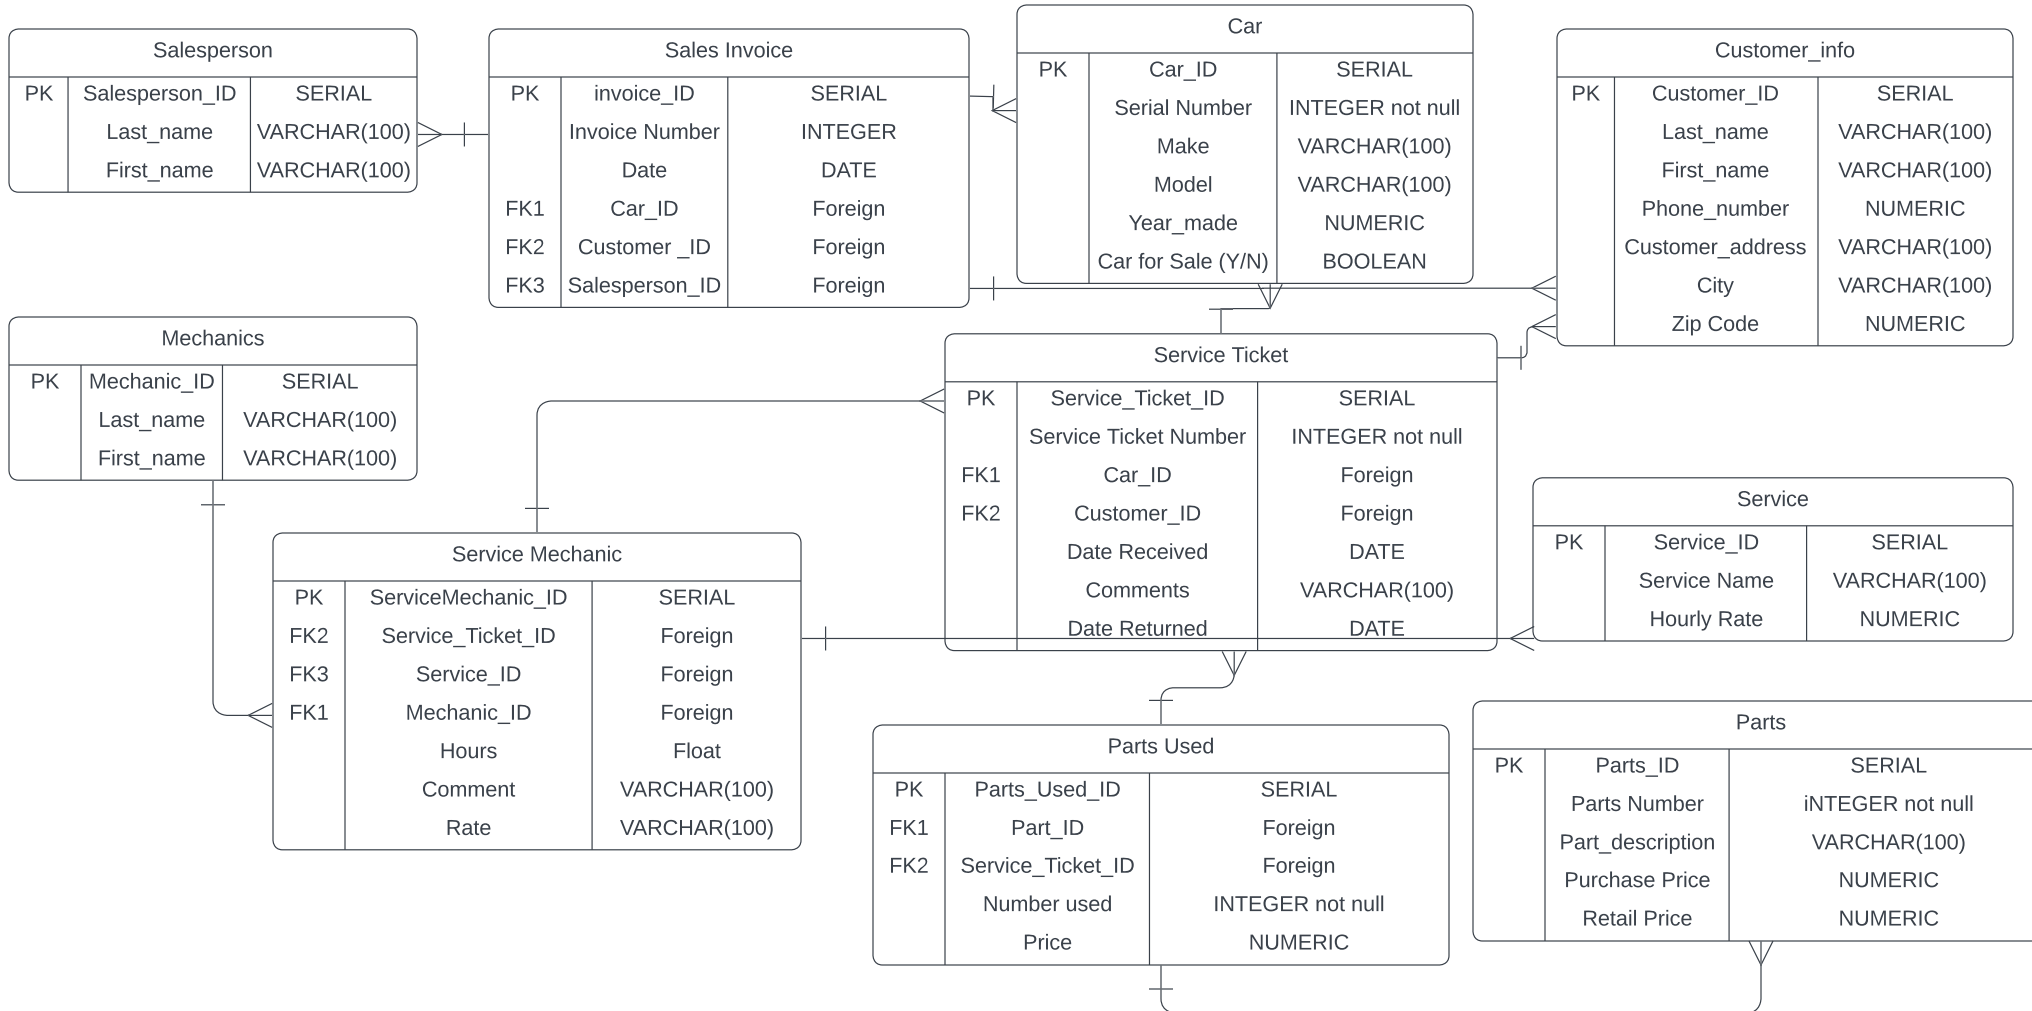 Salesperson
PK Salesperson_ID SERIAL
Last_name VARCHAR(100)
First_name VARCHAR(100)
Sales Invoice
PK invoice_ID SERIAL
Invoice Number INTEGER
Date DATE
FK1 Car_ID Foreign
FK2 Customer _ID Foreign
FK3 Salesperson_ID Foreign
Car
PK Car_ID SERIAL
Serial Number INTEGER not null
Make VARCHAR(100)
Model VARCHAR(100)
Year_made NUMERIC
Car for Sale (Y/N) BOOLEAN
Customer_info
PK Customer_ID SERIAL
Last_name VARCHAR(100)
First_name VARCHAR(100)
Phone_number NUMERIC
Customer_address VARCHAR(100)
City VARCHAR(100)
Zip Code NUMERIC
Mechanics
PK Mechanic_ID SERIAL
Last_name VARCHAR(100)
First_name VARCHAR(100)
Service Ticket
PK Service_Ticket_ID SERIAL
Service Ticket Number INTEGER not null
FK1 Car_ID Foreign
FK2 Customer_ID Foreign
Date Received DATE
Comments VARCHAR(100)
Date Returned DATE
Service
PK Service_ID SERIAL
Service Name VARCHAR(100)
Hourly Rate NUMERIC
Service Mechanic
PK ServiceMechanic_ID SERIAL
FK2 Service_Ticket_ID Foreign
FK3 Service_ID Foreign
FK1 Mechanic_ID Foreign
Hours Float
Comment VARCHAR(100)
Rate VARCHAR(100)
Parts Used
PK Parts_Used_ID SERIAL
FK1 Part_ID Foreign
FK2 Service_Ticket_ID Foreign
Number used INTEGER not null
Price NUMERIC
Parts
PK Parts_ID SERIAL
Parts Number iNTEGER not null
Part_description VARCHAR(100)
Purchase Price NUMERIC
Retail Price NUMERIC